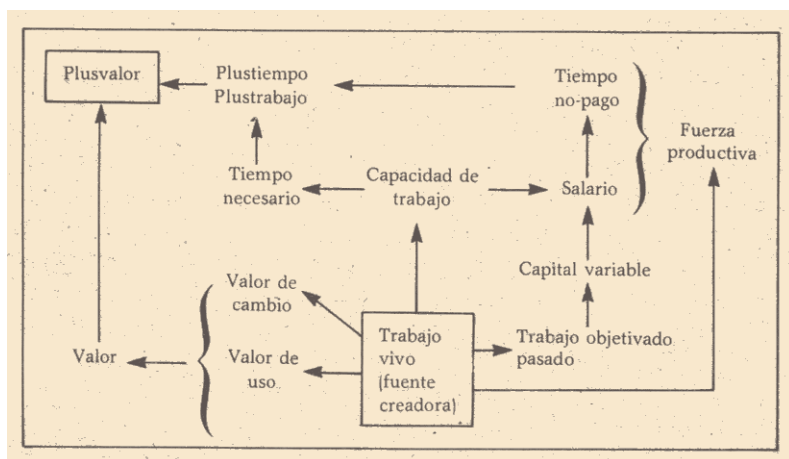 Plusvalor
Plustiempo
Plustrabajo
Tiempo
no-pago
Fuerza
productiva
Tiempo
necesario
Capacidad de
trabajo
Salario
Capital variable
Valor de
cambio
Trabajo
vivo
(fuente
creadora)
Trabajo objetivado
pasado
Valor
Valor de
uso